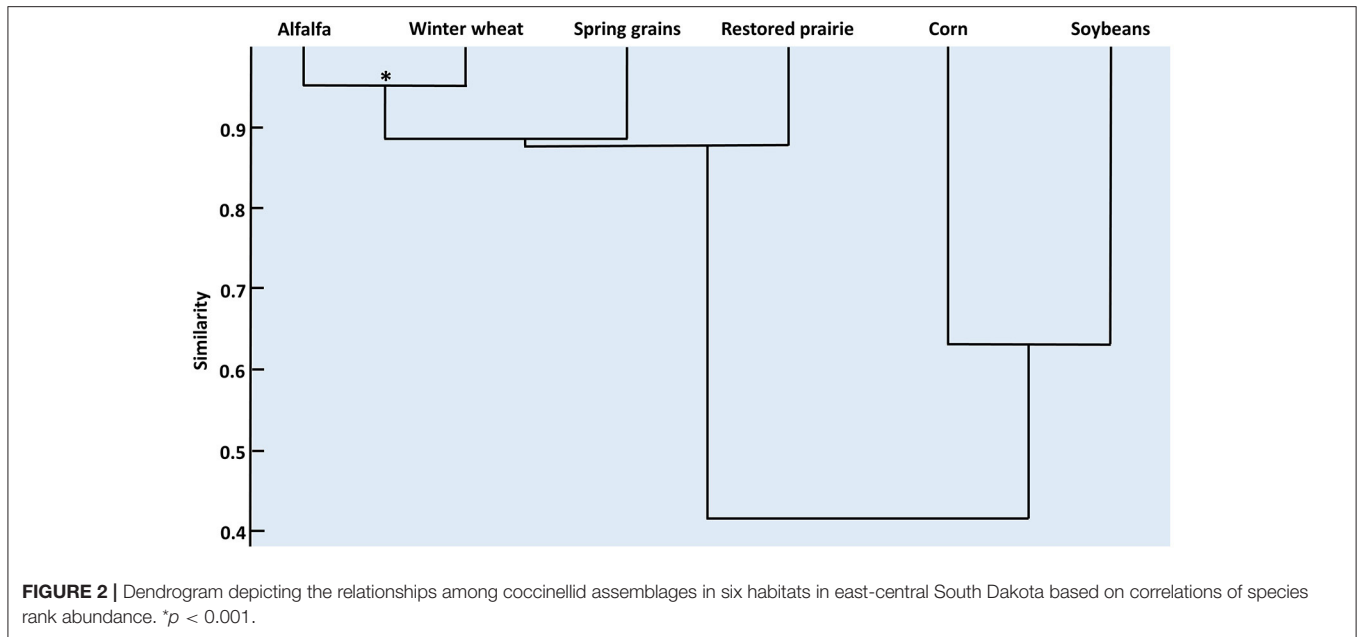 Alfalfa Winter wheat Spring grains Restored prairie Corn Soybeans
*
0.9
0.8
0.7
Similarity
0.6
0.5
0.4
FIGURE 2 | Dendrogram depicting the relationships among coccinellid assemblages in six habitats in east-central South Dakota based on correlations of species
rank abundance. *p < 0.001.